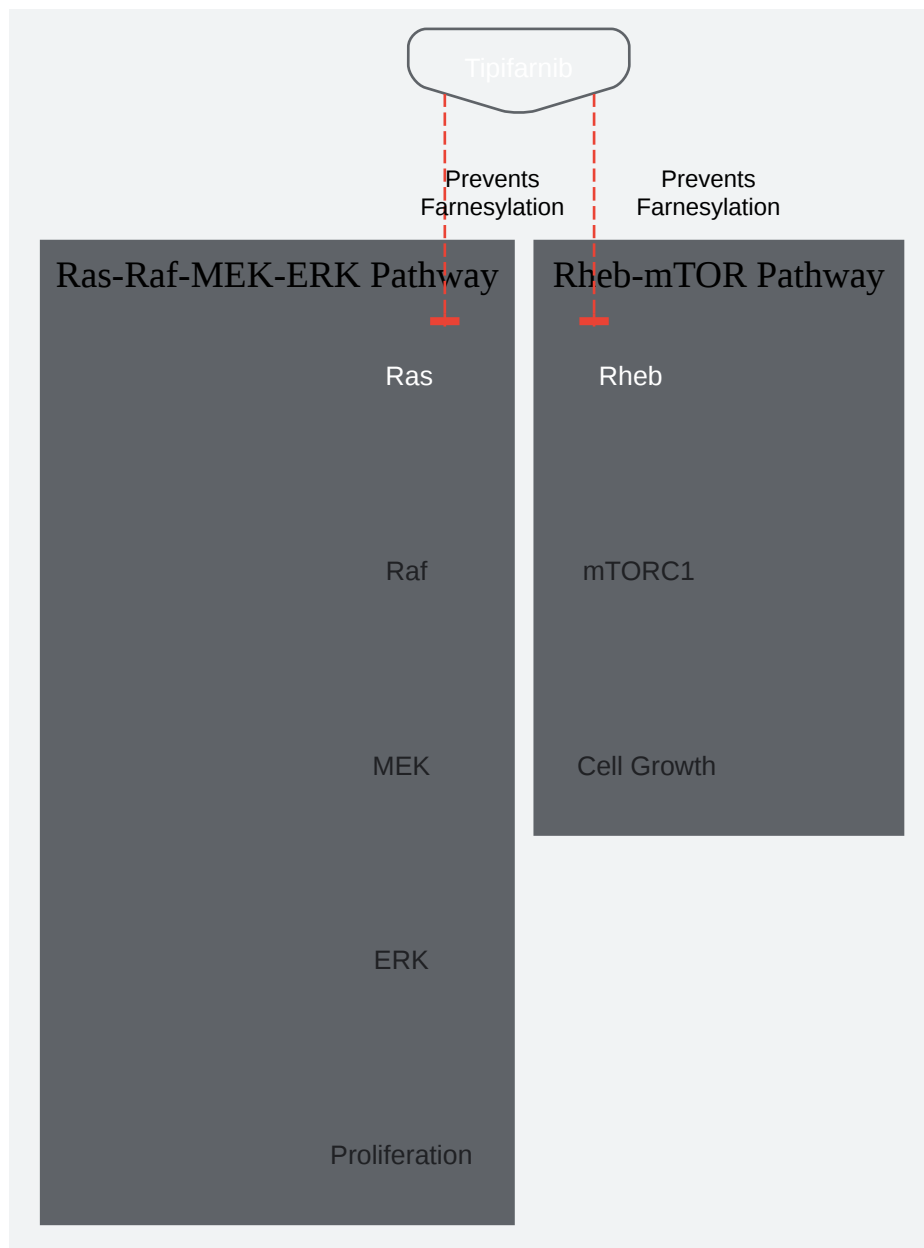 Tipifarnib
Prevents
Farnesylation
Prevents
Farnesylation
Ras-Raf-MEK-ERK Pathway
Rheb-mTOR Pathway
Ras
Rheb
Raf
mTORC1
MEK
Cell Growth
ERK
Proliferation